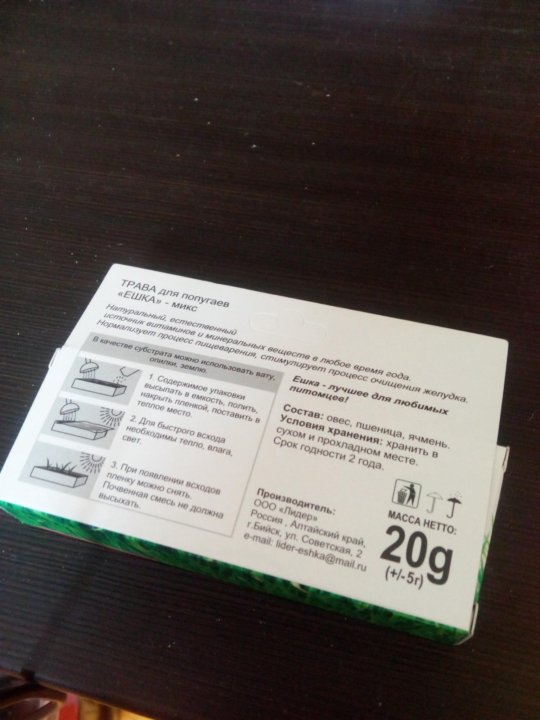 ТРАВА для попугаев
«ЕШКА» - микс
Натуральный, естественный
источник витаминов и минеральных веществ в любое время года.
Нормализует процесс пищеварения, стимулирует процесс очищения желудка.
В качестве субстрата можно использовать вату,
опилки, землю.
1. Содержимое упаковки
высыпать в емкость, полить,
накрыть пленкой, поставить в
теплое место.
2. Для быстрого всхода
необходимы тепло, влага,
свет.
3. При появлении всходов
пленку можно снять.
Почвенная смесь не должна
высыхать.
Ешка - лучшее для любимых
питомцев!
Состав: овес, пшеница, ячмень.
Условия хранения: хранить в
сухом и прохладном месте.
Срок годности 2 года.
Производитель:
ООО «Лидер»
Россия , Алтайский край,
г.Бийск, ул. Советская, 2
e-mail: lider-eshka@mail.ru
МАССА НЕТТО:
20g
(+/-5г)